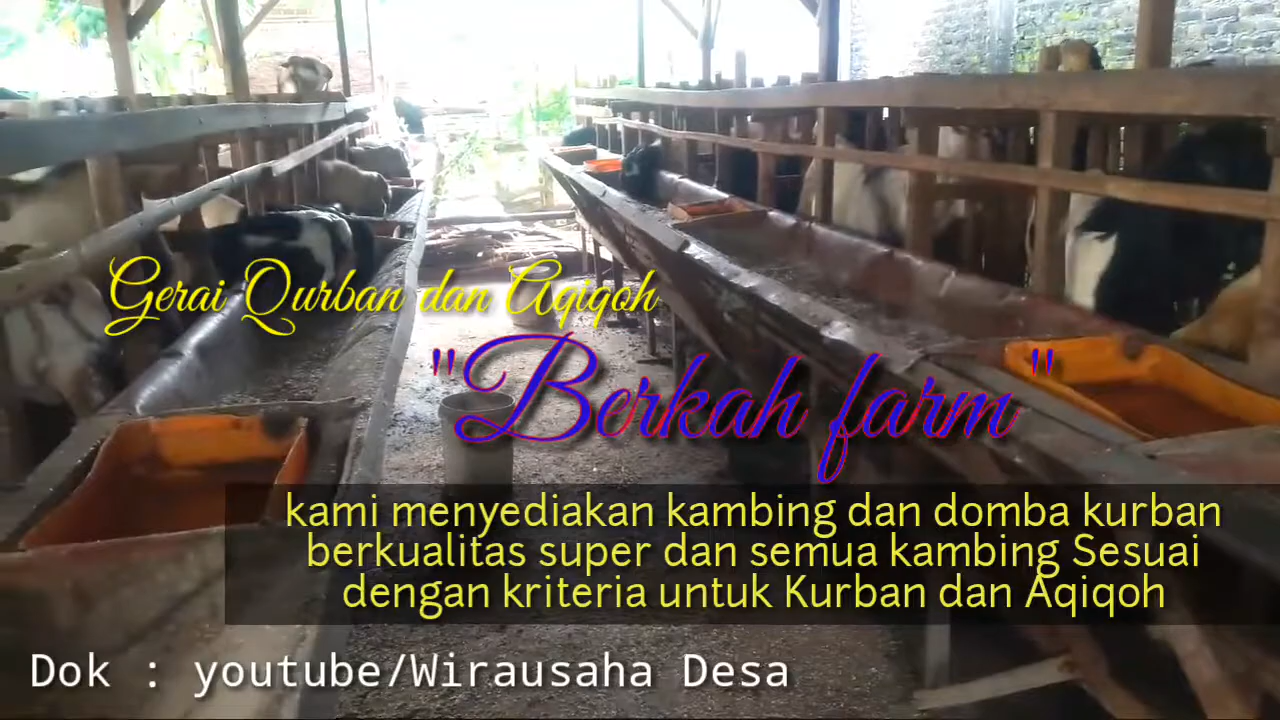 Gerai Qurban dan Aqiqoh
"Berkah farm"
kami menyediakan kambing dan domba kurban
berkualitas super dan semua kambing Sesuai
dengan kriteria untuk Kurban dan Aqiqoh
Dok : youtube/Wirausaha Desa